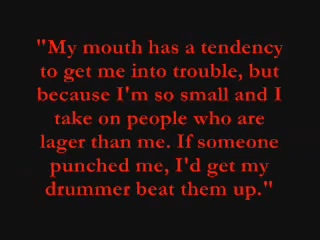 "My mouth has a tendency
to get me into trouble, but
because I'm so small and I
take on people who are
lager than me. If someone
punched me, I'd get my
drummer beat them up."